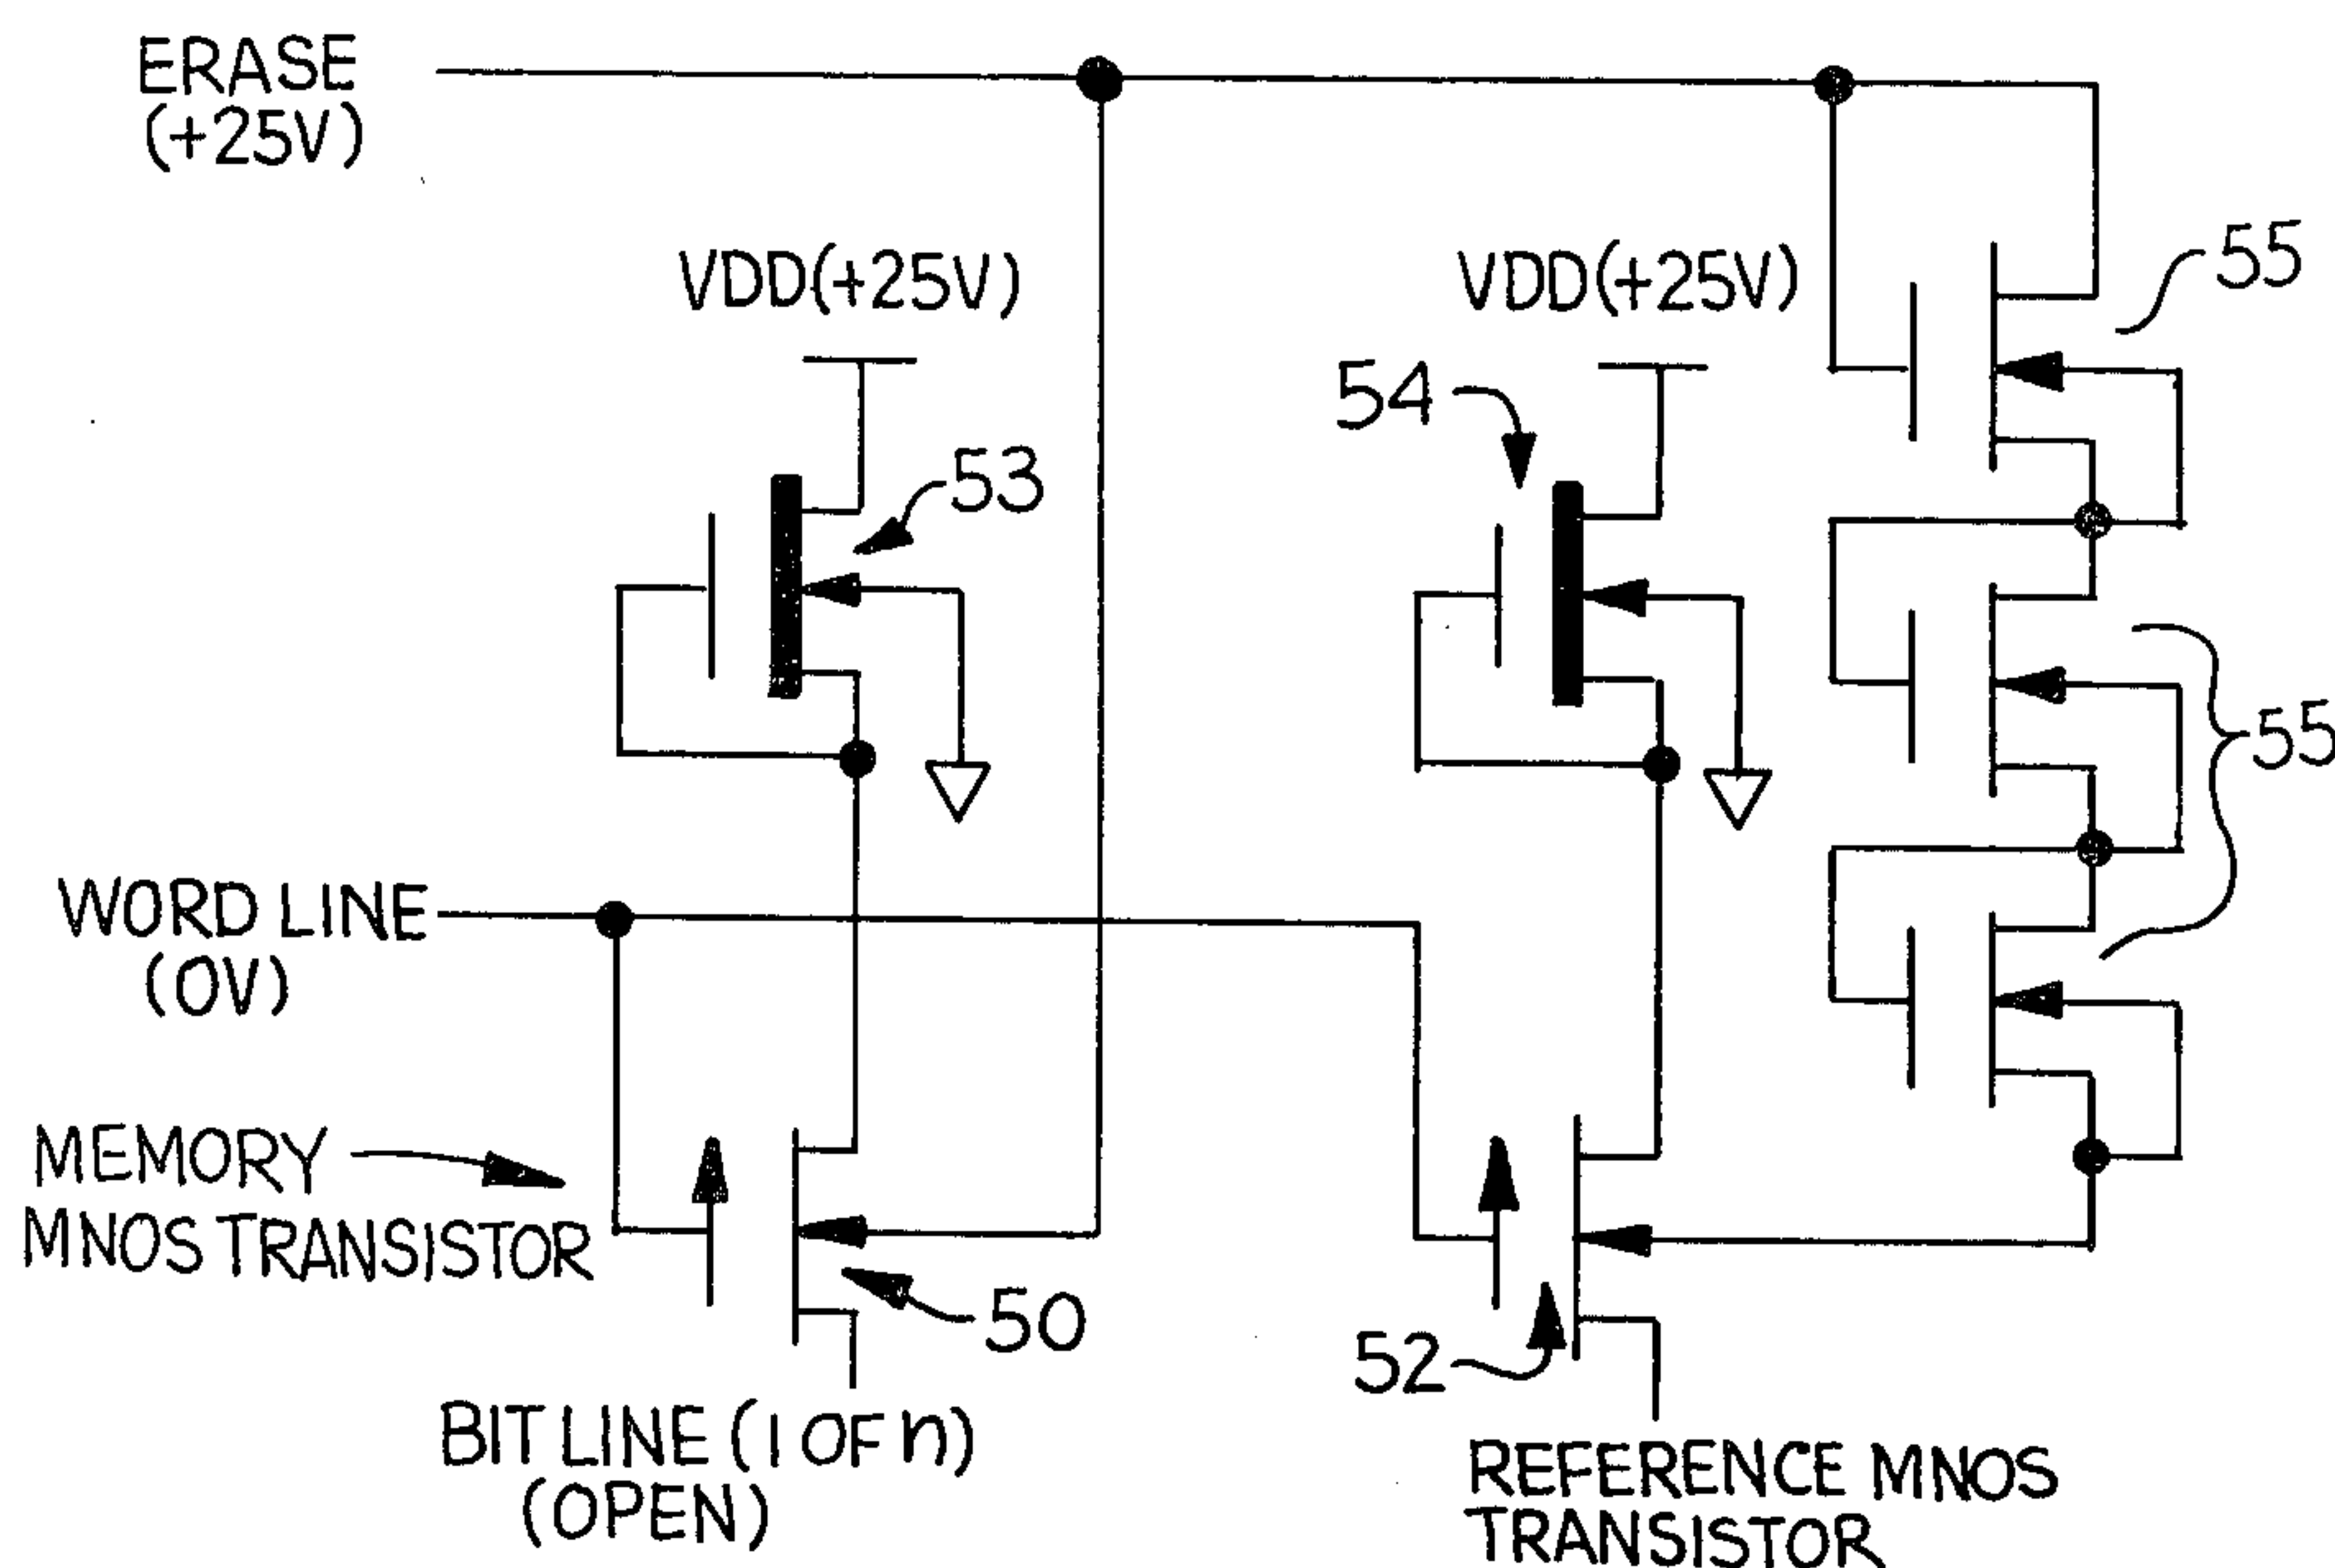 ERASE
(+25V)
VDD(+25V)
VDD(+25V)
55
54
53
55
WORD LINE
(0V)
MEMORY
MNOS TRANSISTOR
50
52
BIT LINE (1 OF n)
(OPEN)
REFERENCE MNOS
TRANSISTOR